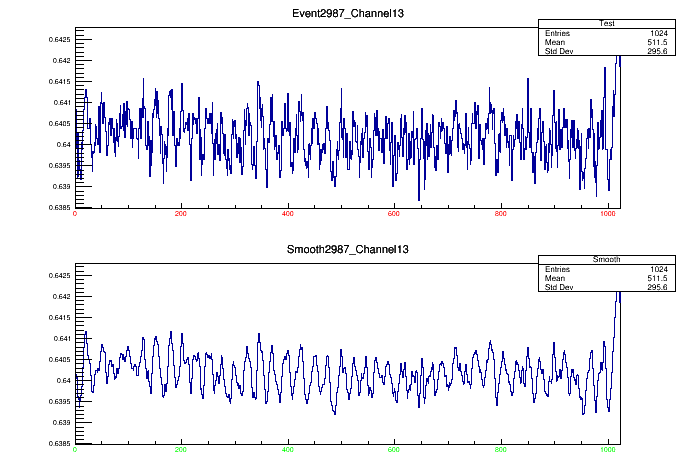 Event2987_Channel13
Test
Entries 1024
Mean 511.5
Std Dev 295.6
0.6425
0.642
0.6415
0.641
0.6405
0.64
0.6395
0.639
0.6385
0 200 400 600 800 1000
Smooth2987_Channel13
Smooth
Entries 1024
Mean 511.5
Std Dev 295.6
0.6425
0.642
0.6415
0.641
0.6405
0.64
0.6395
0.639
0.6385
0 200 400 600 800 1000